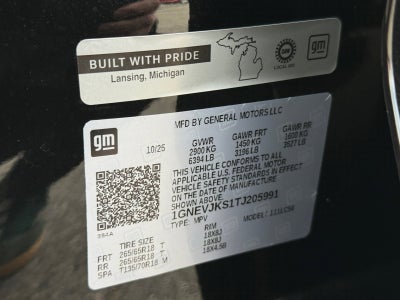 BUILT WITH PRIDE
Lansing, Michigan
gm
gm
MFD BY GENERAL MOTORS LLC
10/25
GVWR GAWR FRT GAWR RR
2900 KG 1450 KG 1600 KG
6394 LB 3196 LB 3527 LB
THIS VEHICLE CONFORMS TO ALL
APPLICABLE U.S. FEDERAL MOTOR
VEHICLE SAFETY STANDARDS IN EFFECT
ON THE DATE OF MANUFACTURE SHOWN ABOVE.
1GNEVJKS1TJ205991
TYPE: MPV MODEL:
TIRE SIZE RIM
FRT 265/65R18 T 18X8J
RR 265/65R18 T 18X8J
SPA T135/70R18 M 18X4.5B